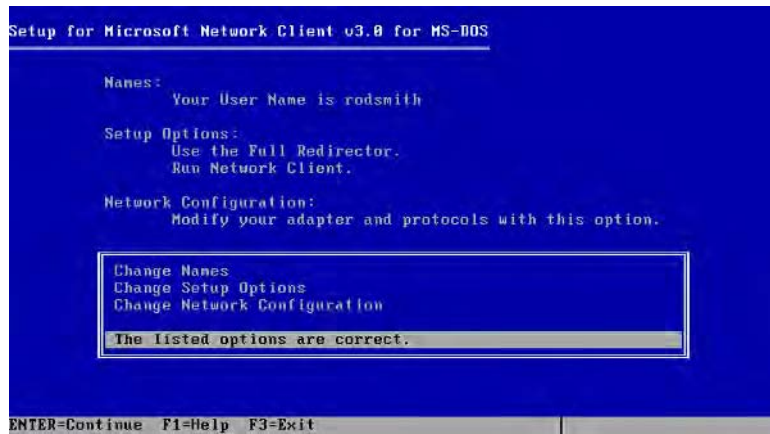 Setup for Microsoft Network Client v3.0 for MS-DOS
Names:
Your User Name is rodsmith
Setup Options:
Use the Full Redirector.
Run Network Client.
Network Configuration:
Modify your adapter and protocols with this option.
Change Names
Change Setup Options
Change Network Configuration
The listed options are correct.
ENTER=Continue F1=Help F3=Exit